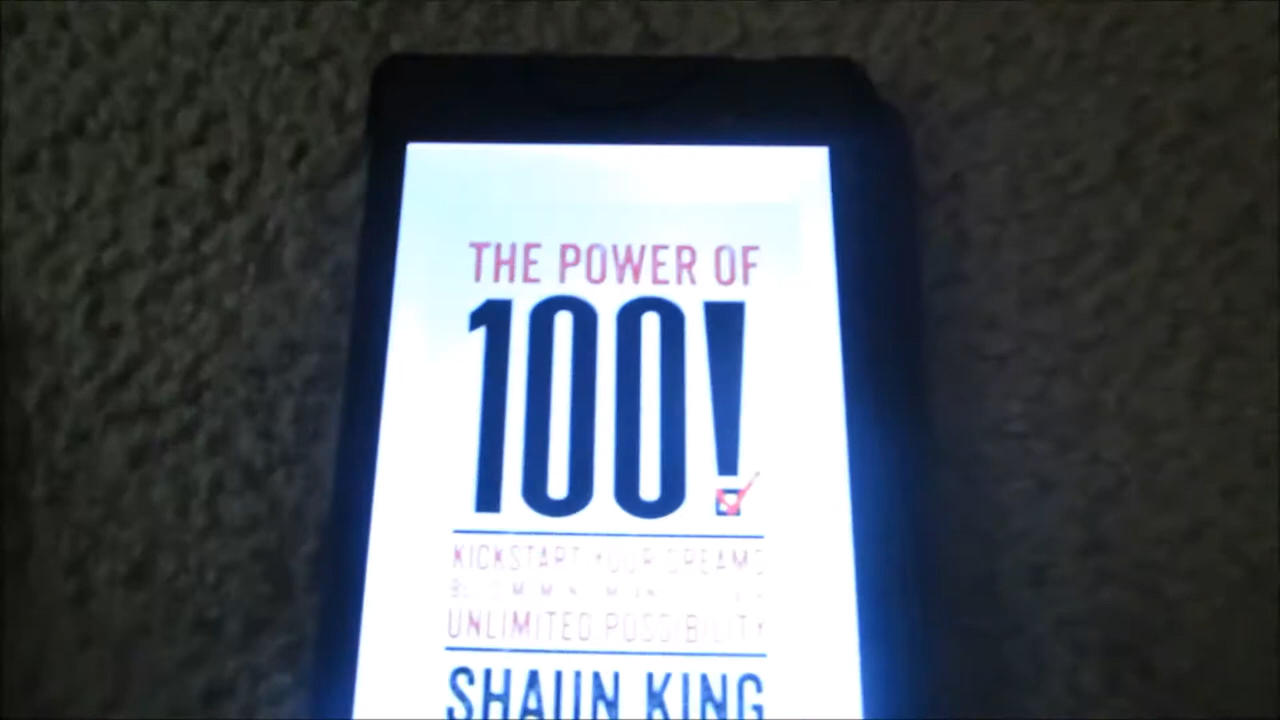 THE POWER OF
100!
KICKSTART YOUR DREAMS
UNLIMITED POSSIBILITY
SHAUN KING